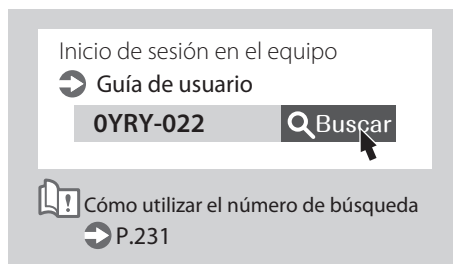 Inicio de sesión en el equipo
Guía de usuario
0YRY-022 Buscar
Cómo utilizar el número de búsqueda
P.231